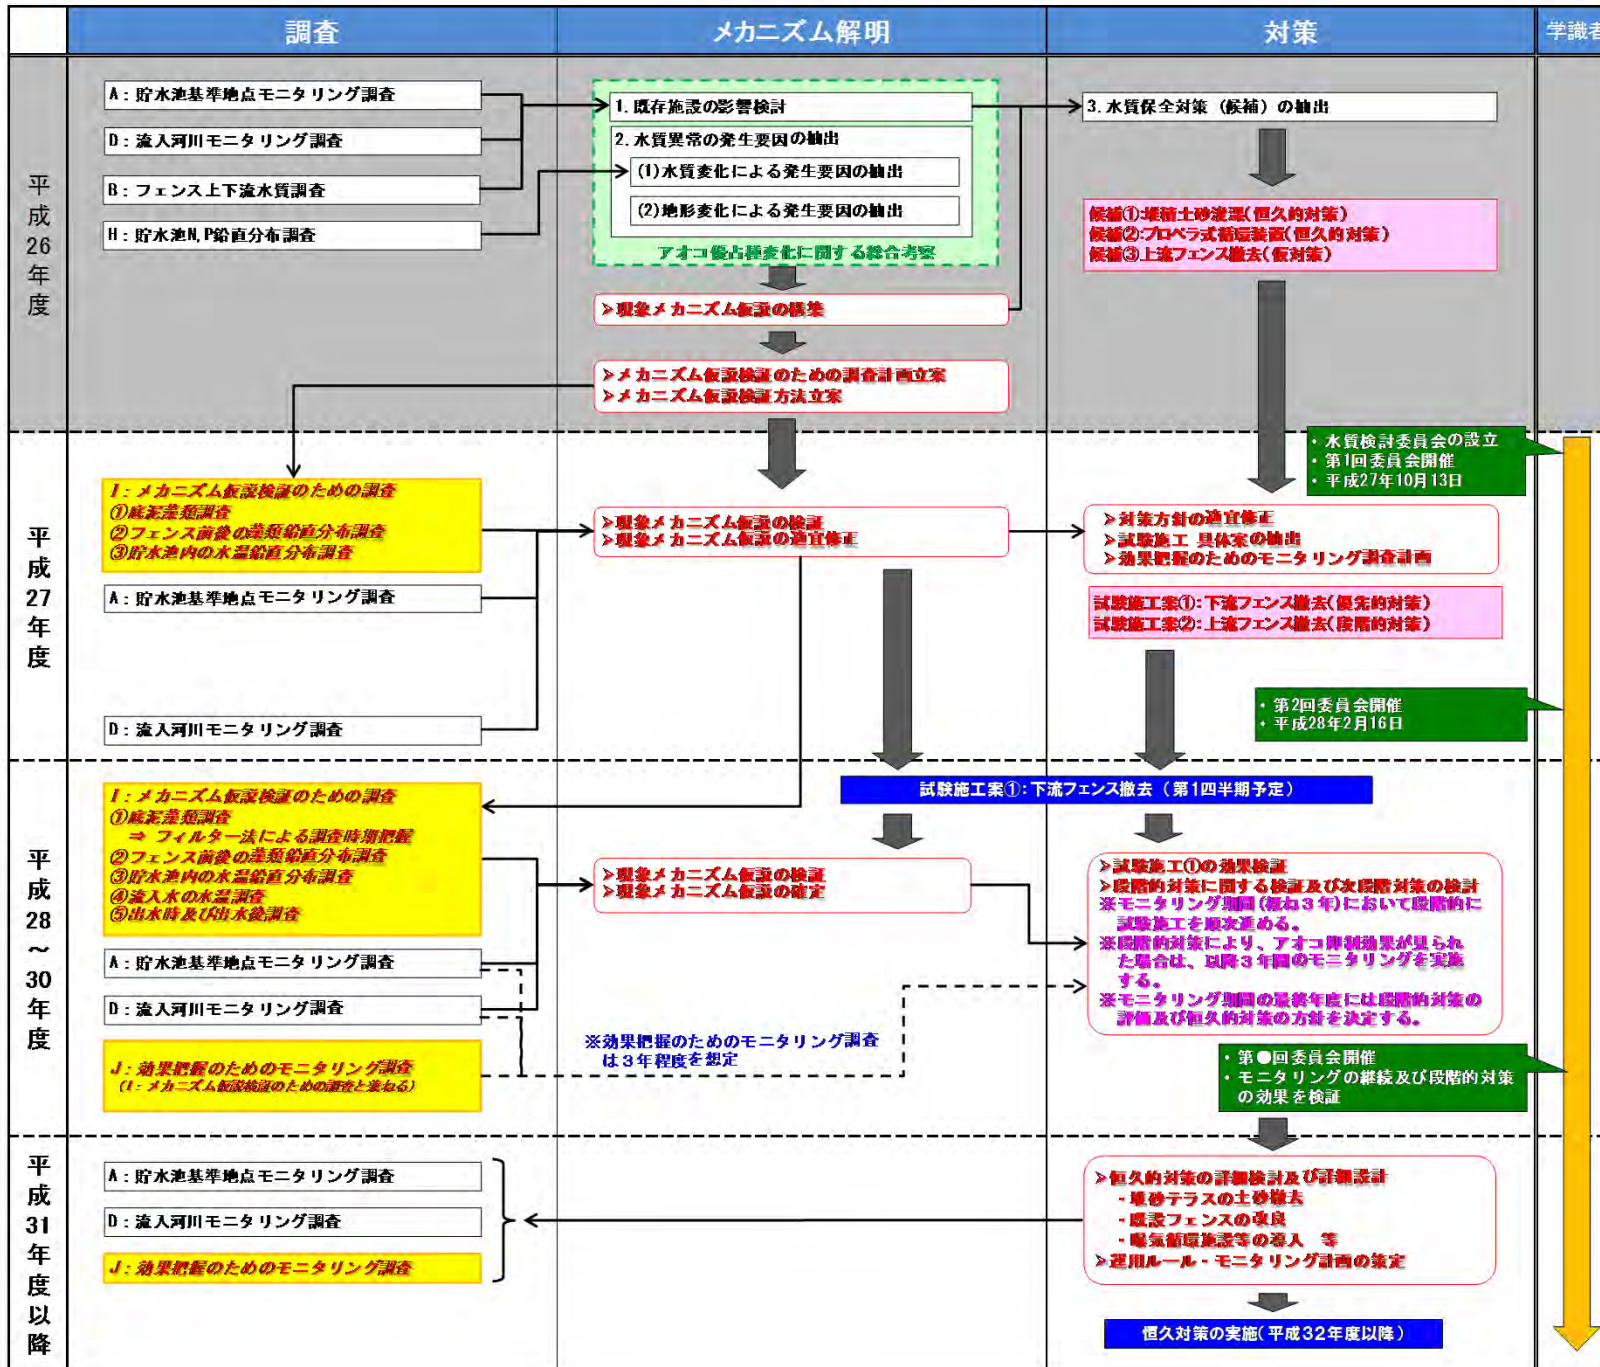 調査
メカニズム解明
対策
学識者
平成26年度
A：貯水池基準地点モニタリング調査
D：流入河川モニタリング調査
B：フェンス上下流水質調査
H：貯水池N,P鉛直分布調査
1. 既存施設の影響検討
2. 水質異常の発生要因の抽出
(1)水質変化による発生要因の抽出
(2)地形変化による発生要因の抽出
アオコ優占種変化に関する総合考察
➢現象メカニズム仮説の構築
➢メカニズム仮説検証のための調査計画立案
➢メカニズム仮説検証方法立案
3. 水質保全対策（候補）の抽出
候補①:堆積土砂浚渫(恒久的対策)
候補②:プロペラ式循環装置(恒久的対策)
候補③上流フェンス撤去(仮対策)
平成27年度
・水質検討委員会の設立
・第1回委員会開催
・平成27年10月13日
I：メカニズム仮説検証のための調査
①底泥藻類調査
②フェンス前後の藻類鉛直分布調査
③貯水池内の水温鉛直分布調査
A：貯水池基準地点モニタリング調査
D：流入河川モニタリング調査
➢現象メカニズム仮説の検証
➢現象メカニズム仮説の適宜修正
➢対策方針の適宜修正
➢試験施工 具体案の抽出
➢効果把握のためのモニタリング調査計画
試験施工案①：下流フェンス撤去(優先的対策)
試験施工案②：上流フェンス撤去(段階的対策)
・第2回委員会開催
・平成28年2月16日
平成28～30年度
試験施工案①：下流フェンス撤去（第1四半期予定）
I：メカニズム仮説検証のための調査
①底泥藻類調査
⇒ フィルター法による調査時期把握
②フェンス前後の藻類鉛直分布調査
③貯水池内の水温鉛直分布調査
④流入水の水温調査
⑤出水時及び出水後調査
A：貯水池基準地点モニタリング調査
D：流入河川モニタリング調査
J：効果把握のためのモニタリング調査
(I：メカニズム仮説検証のための調査と兼ねる)
➢現象メカニズム仮説の検証
➢現象メカニズム仮説の確定
※効果把握のためのモニタリング調査
は３年程度を想定
➢試験施工①の効果検証
➢段階的対策に関する検証及び次段階対策の検討
※モニタリング期間(概ね３年)において段階的に
試験施工を順次進める。
※段階的対策により、アオコ抑制効果が見られ
た場合は、以降３年間のモニタリングを実施
する。
※モニタリング期間の最終年度には段階的対策の
評価及び恒久的対策の方針を決定する。
・第●回委員会開催
・モニタリングの継続及び段階的対策
の効果を検証
平成31年度以降
A：貯水池基準地点モニタリング調査
D：流入河川モニタリング調査
J：効果把握のためのモニタリング調査
➢恒久的対策の詳細検討及び詳細設計
- 堆砂テラスの土砂撤去
- 既設フェンスの改良
- 曝気循環施設等の導入　等
➢運用ルール・モニタリング計画の策定
恒久対策の実施(平成32年度以降)